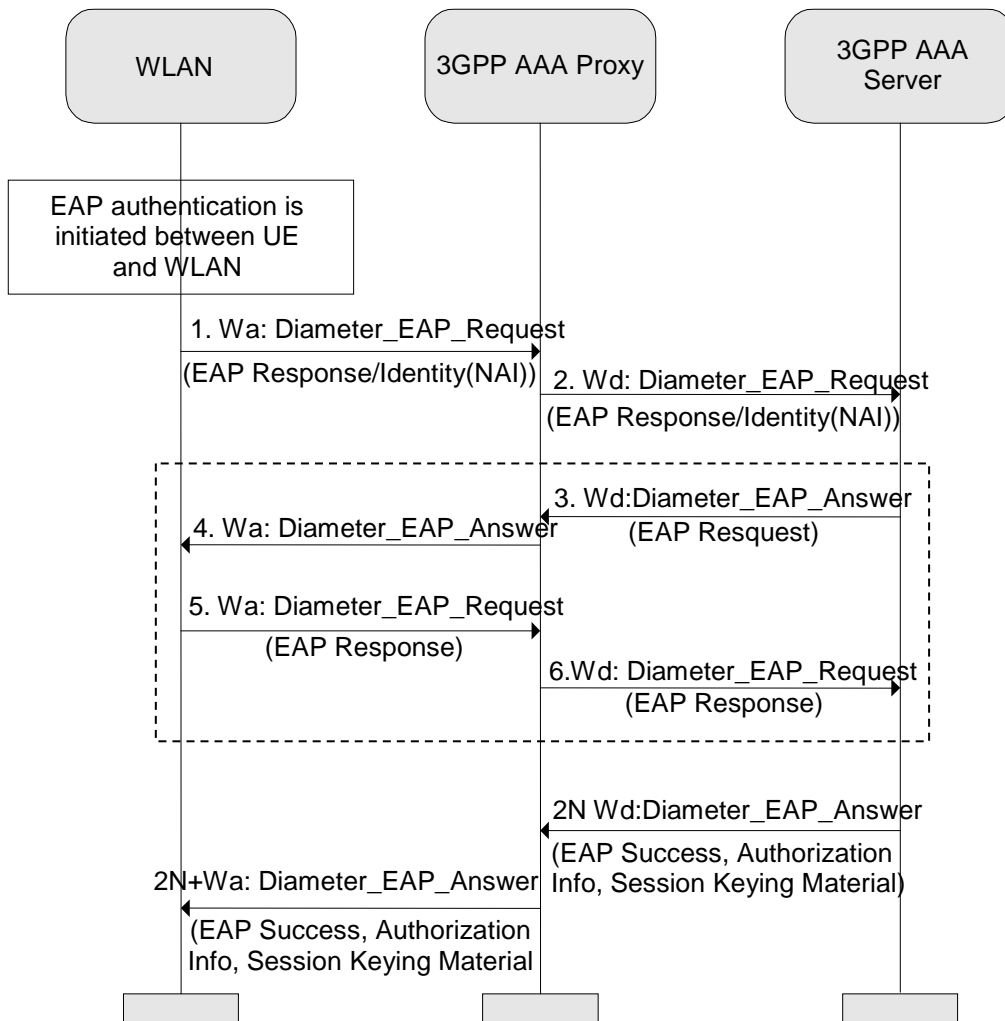 WLAN
3GPP AAA Proxy
3GPP AAA
Server
EAP authentication is
initiated between UE
and WLAN
1. Wa: Diameter_EAP_Request
(EAP Response/Identity(NAI))
2. Wd: Diameter_EAP_Request
(EAP Response/Identity(NAI))
3. Wd:Diameter_EAP_Answer
(EAP Resquest)
4. Wa: Diameter_EAP_Answer
5. Wa: Diameter_EAP_Request
(EAP Response)
6.Wd: Diameter_EAP_Request
(EAP Response)
2N Wd:Diameter_EAP_Answer
(EAP Success, Authorization
Info, Session Keying Material)
2N+Wa: Diameter_EAP_Answer
(EAP Success, Authorization
Info, Session Keying Material